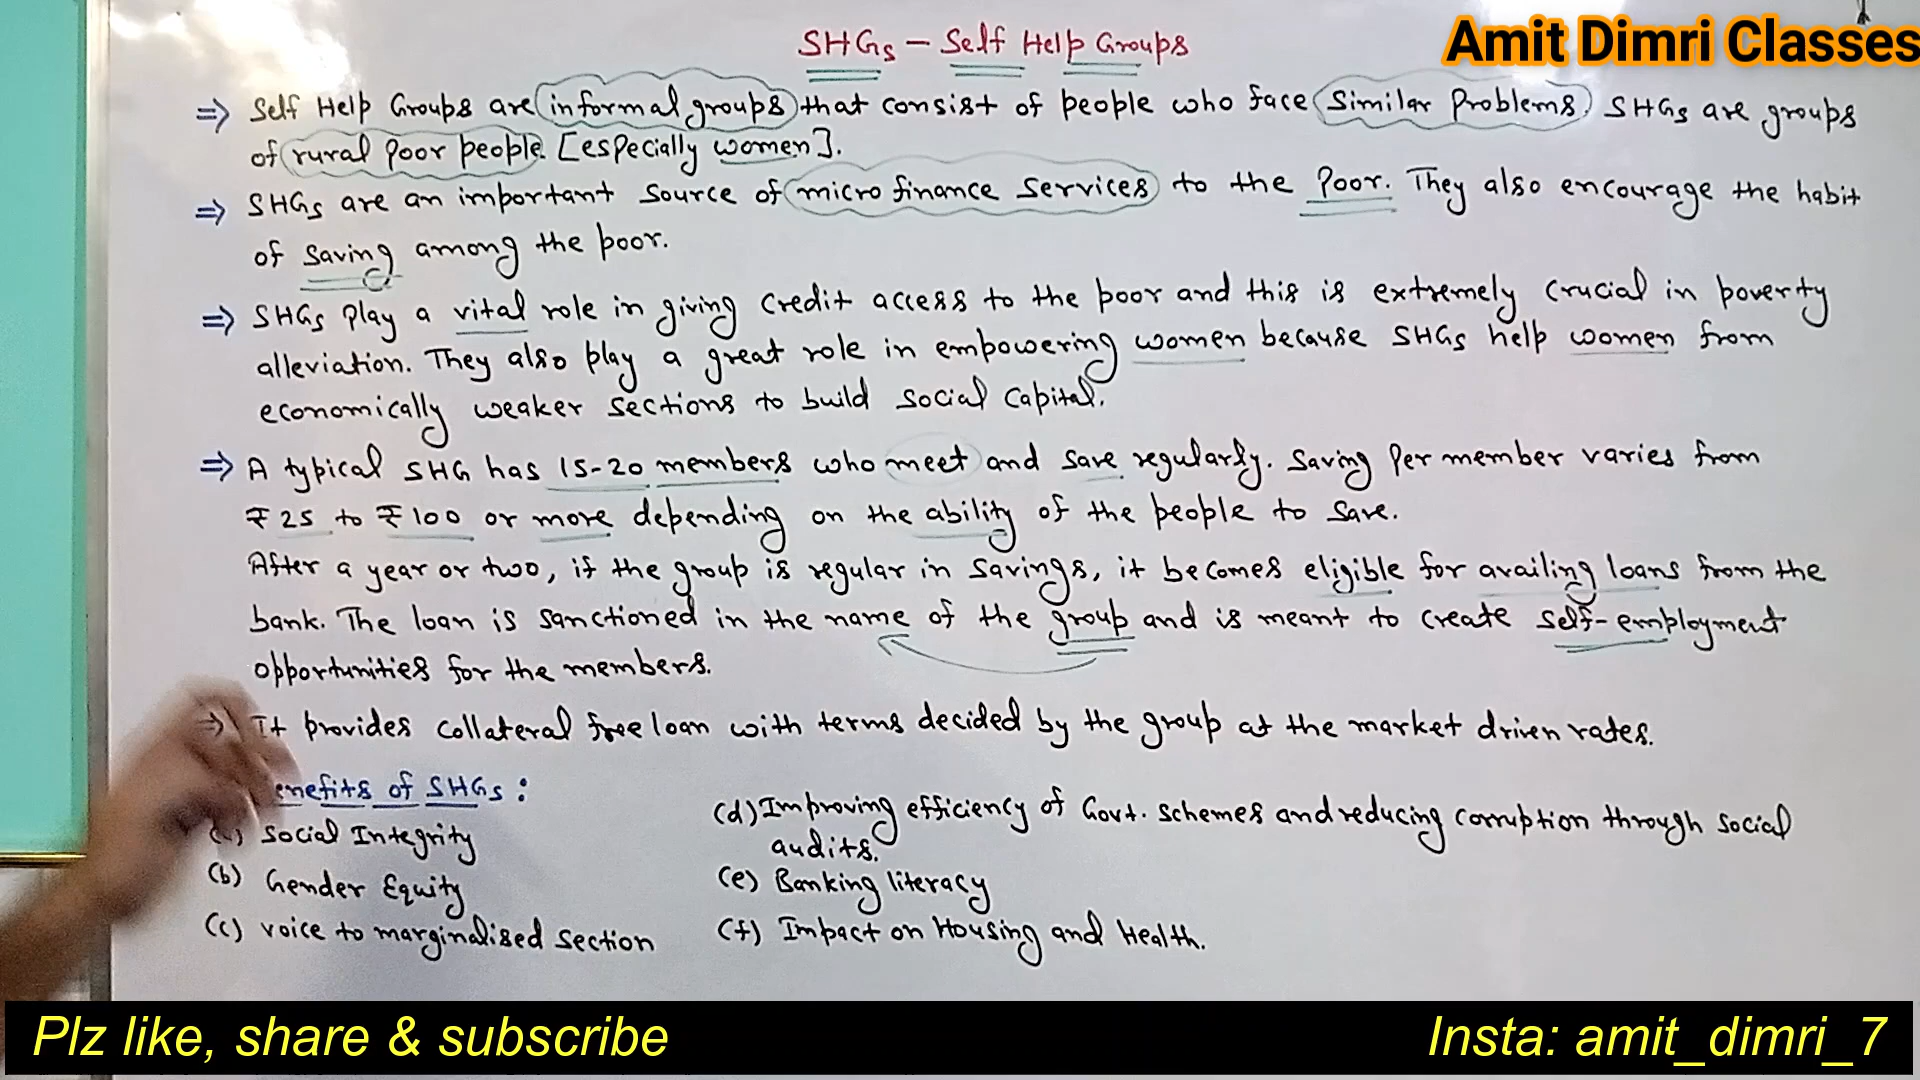 SHGs – Self Help Groups
Amit Dimri Classes
⇒ Self Help Groups are informal groups that consist of people who face similar problems. SHGs are groups
of rural poor people. [especially women].
⇒ SHGs are an important source of micro finance services to the poor. They also encourage the habit
of saving among the poor.
⇒ SHGs play a vital role in giving credit access to the poor and this is extremely crucial in poverty
alleviation. They also play a great role in empowering women because SHGs help women from
economically weaker sections to build social capital.
⇒ A typical SHG has 15-20 members who meet and save regularly. Saving per member varies from
₹25 to ₹100 or more depending on the ability of the people to save.
After a year or two, if the group is regular in savings, it becomes eligible for availing loans from the
bank. The loan is sanctioned in the name of the group and is meant to create self-employment
opportunities for the members.
⇒ It provides collateral free loan with terms decided by the group at the market driven rates.
enefits of SHGs :
Social Integrity
(b) Gender Equity
(c) voice to marginalised section
(d) Improving efficiency of Govt. schemes and reducing corruption through social
audits.
(e) Banking literacy
(f) Impact on Housing and Health.
Plz like, share & subscribe
Insta: amit_dimri_7